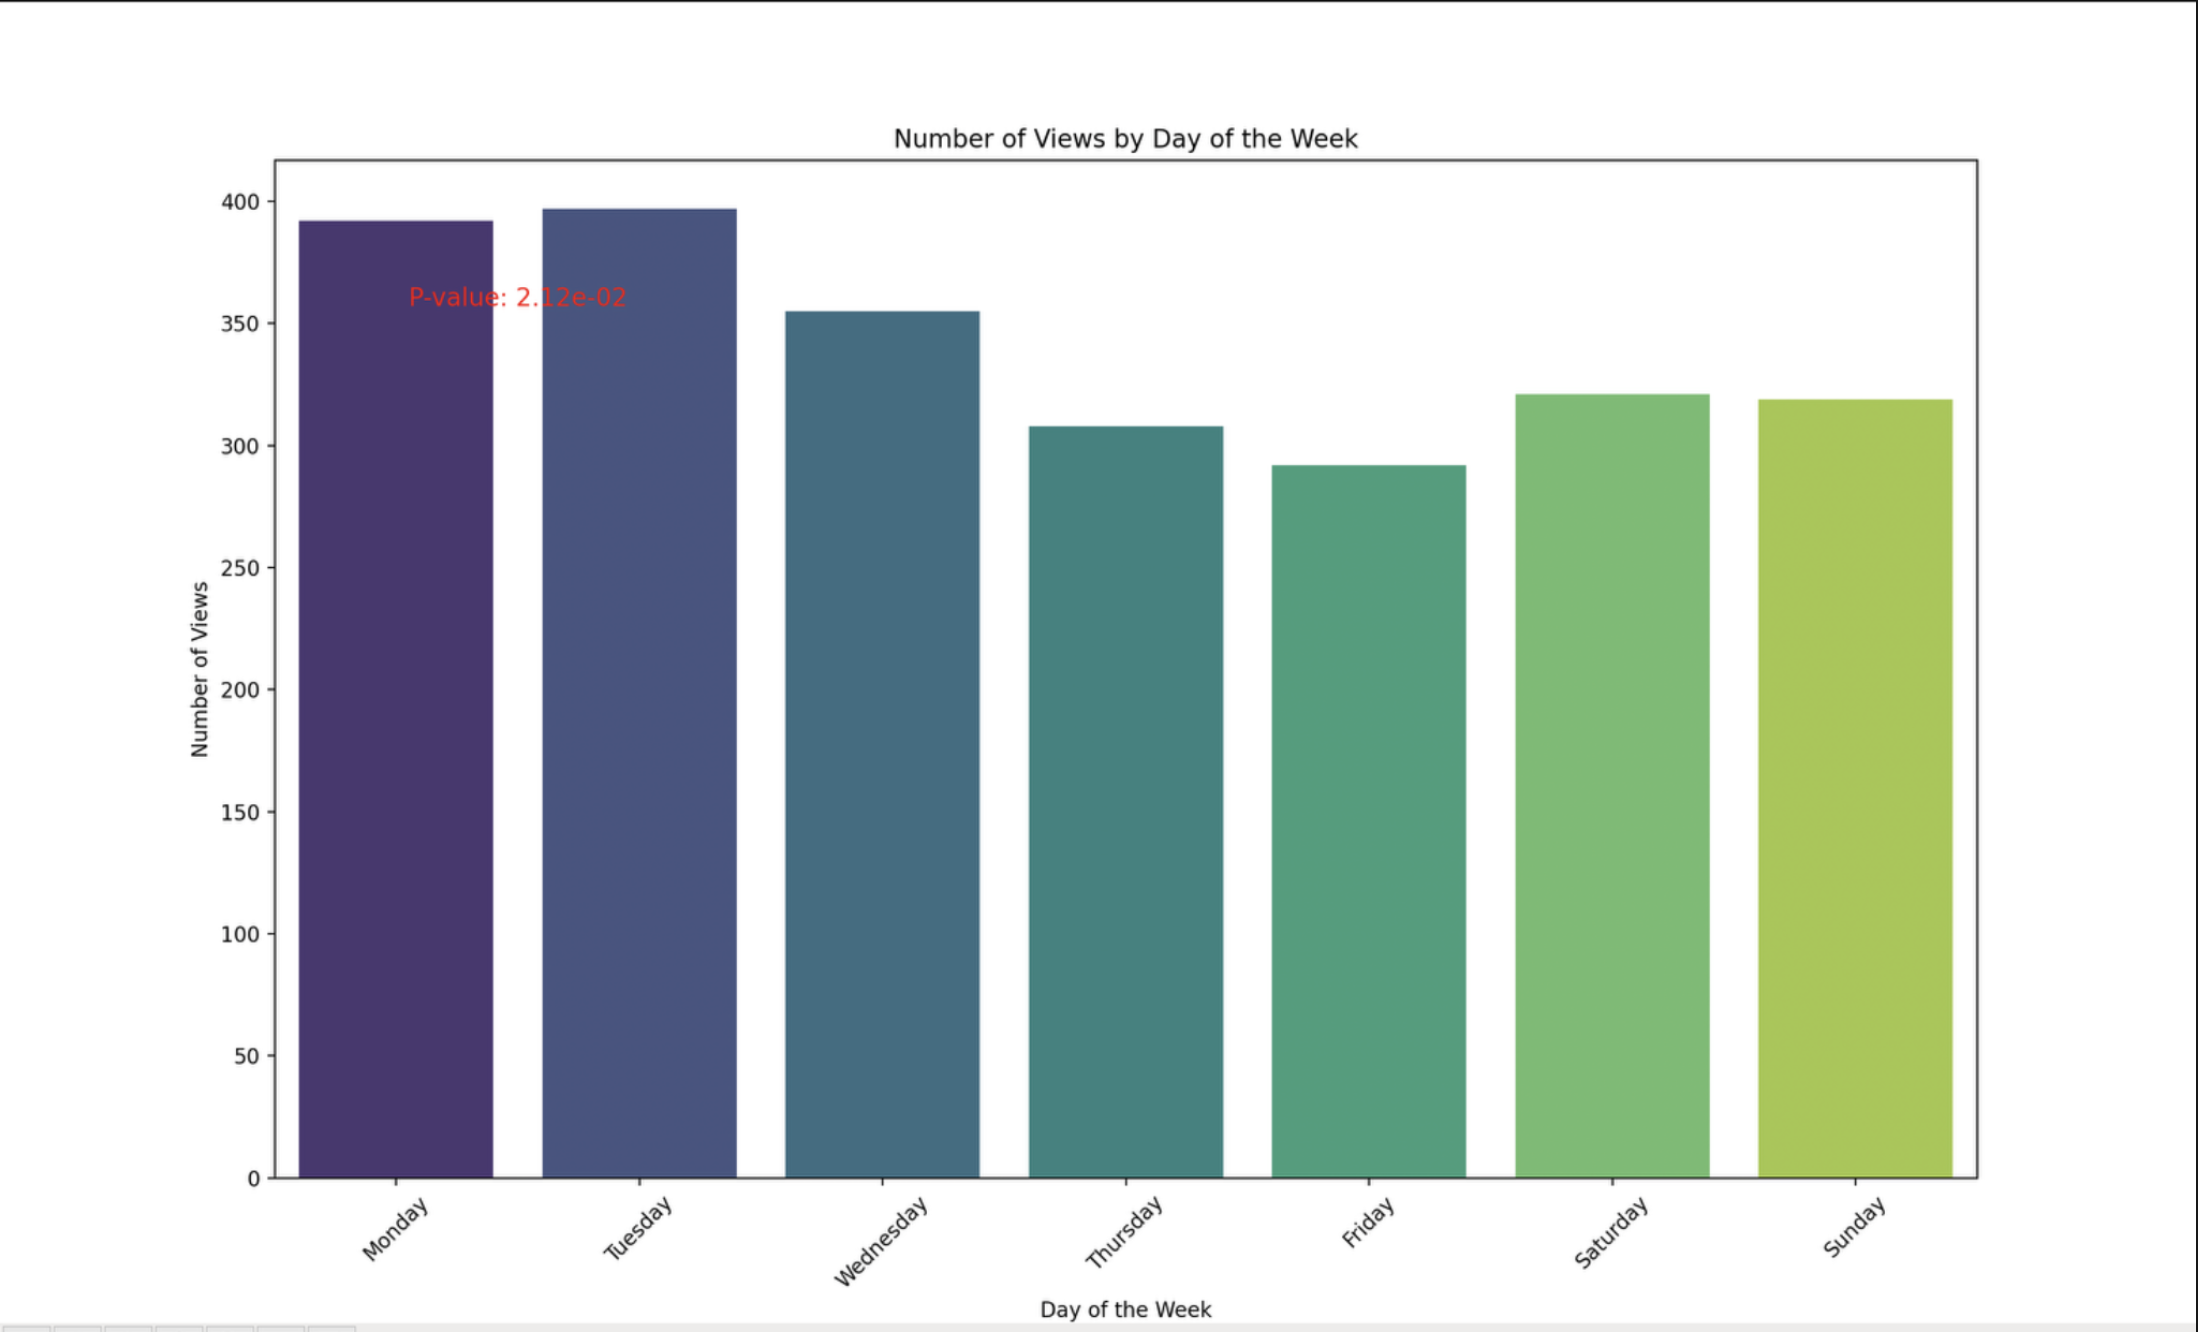 Number of Views by Day of the Week
400
350
300
250
200
150
100
50
0
Number of Views
P-value: 2.12e-02
Monday
Tuesday
Wednesday
Thursday
Friday
Saturday
Sunday
Day of the Week